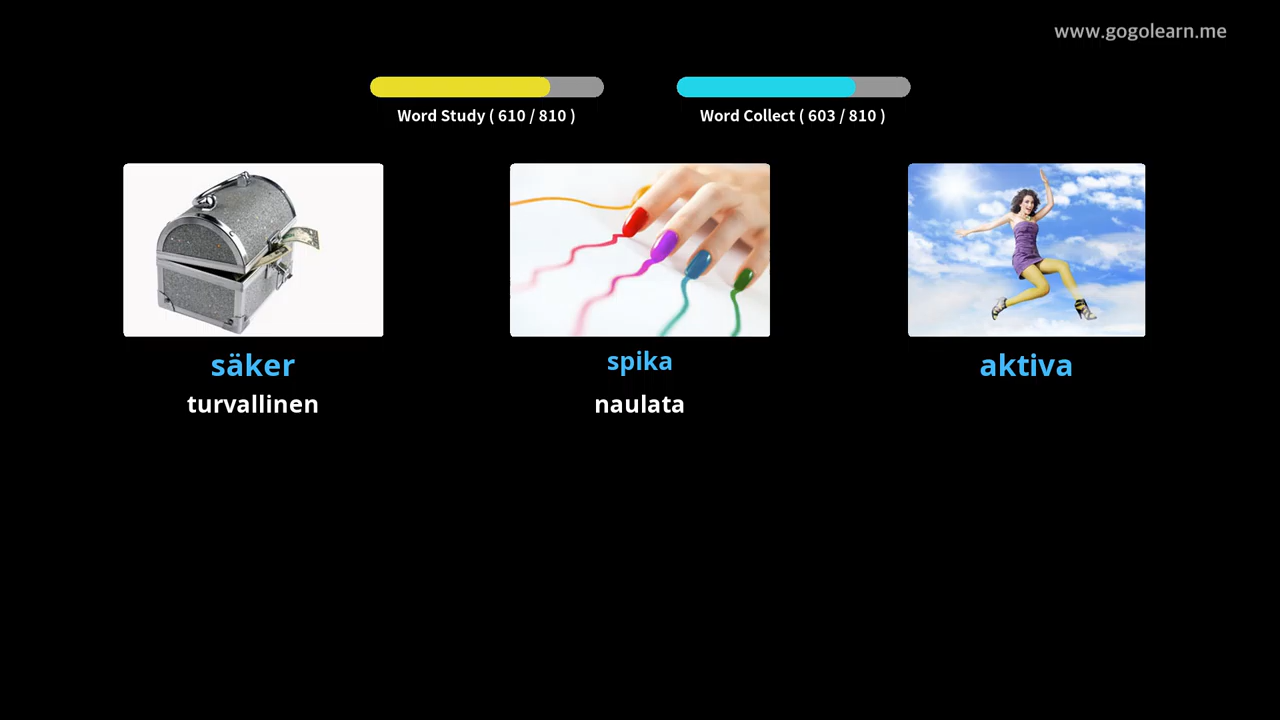 www.gogolearn.me
Word Study ( 610 / 810 )
Word Collect ( 603 / 810 )
säker
turvallinen
spika
naulata
aktiva